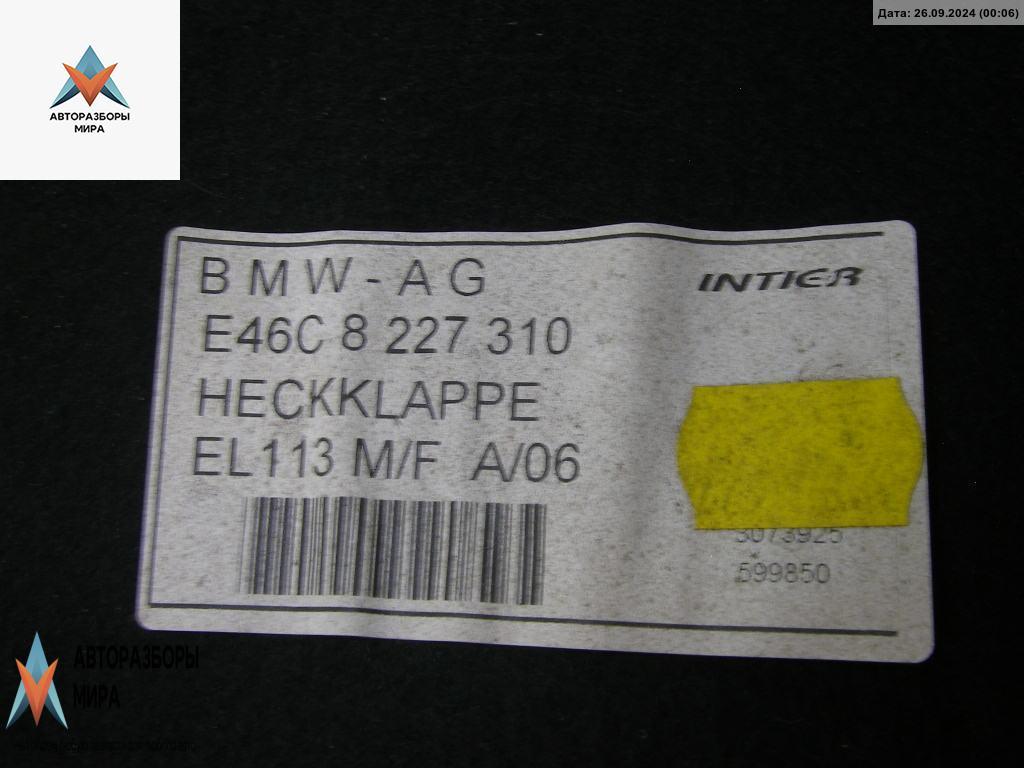 Дата: 26.09.2024 (00:06)
АВТОРАЗБОРЫ
МИРА
BMW-AG
INTIER
E46C 8 227 310
HECKKLAPPE
EL113 M/F A/06
3073925
599850
АВТОРАЗБОРЫ
МИРА